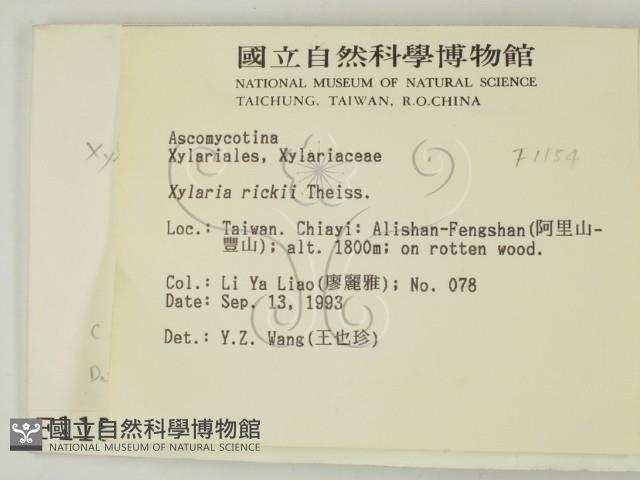 國立自然科學博物館
NATIONAL MUSEUM OF NATURAL SCIENCE
TAICHUNG, TAIWAN, R.O.CHINA
Ascomycotina
Xylariales, Xylariaceae
F1154
Xylaria rickii Theiss.
Loc.: Taiwan. Chiayi: Alishan-Fengshan(阿里山-
豐山); alt. 1800m; on rotten wood.
Col.: Li Ya Liao(廖麗雅); No. 078
Date: Sep. 13, 1993
Det.: Y.Z. Wang(王也珍)
國立自然科學博物館
NATIONAL MUSEUM OF NATURAL SCIENCE